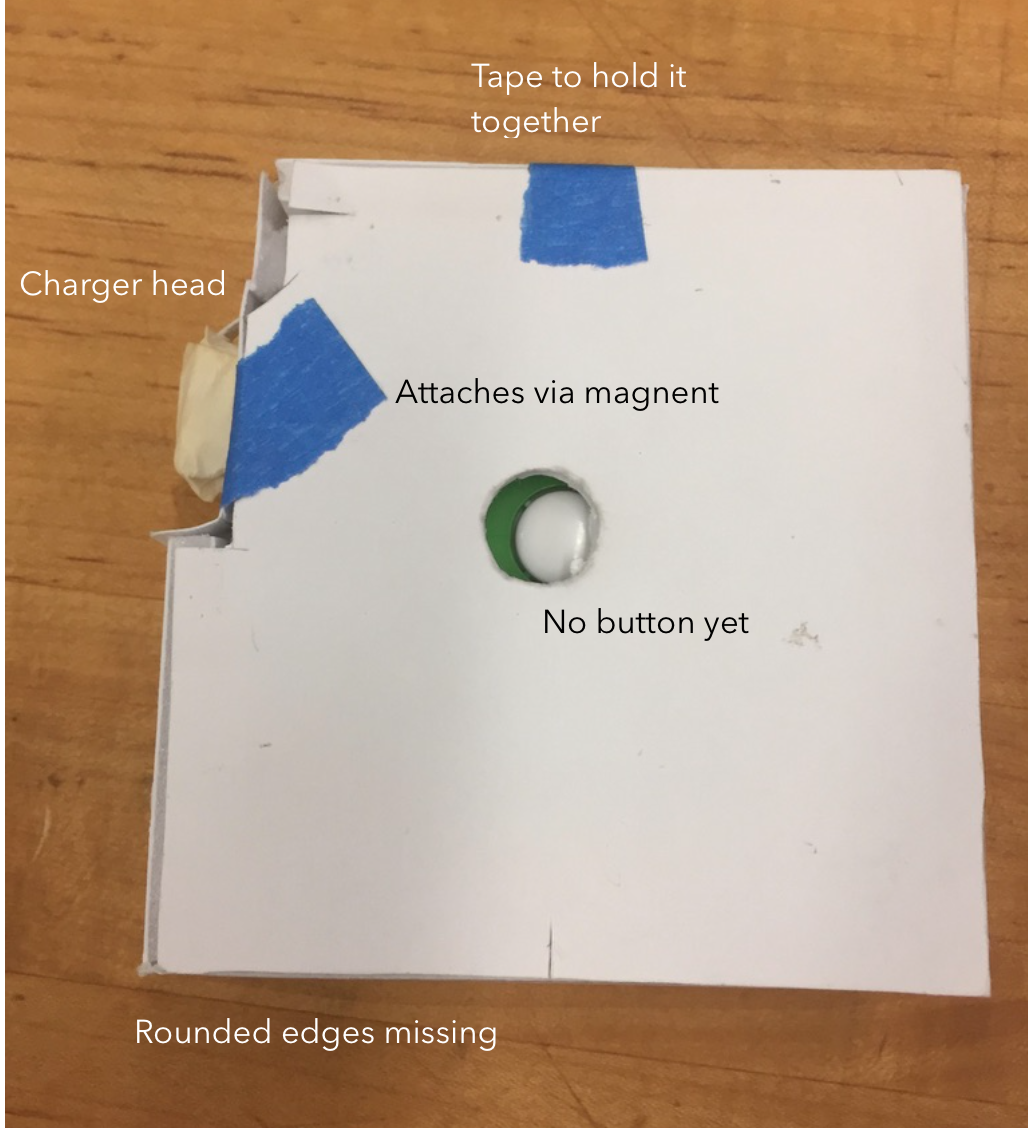 Tape to hold it
together
Charger head
Attaches via magnent
No button yet
Rounded edges missing